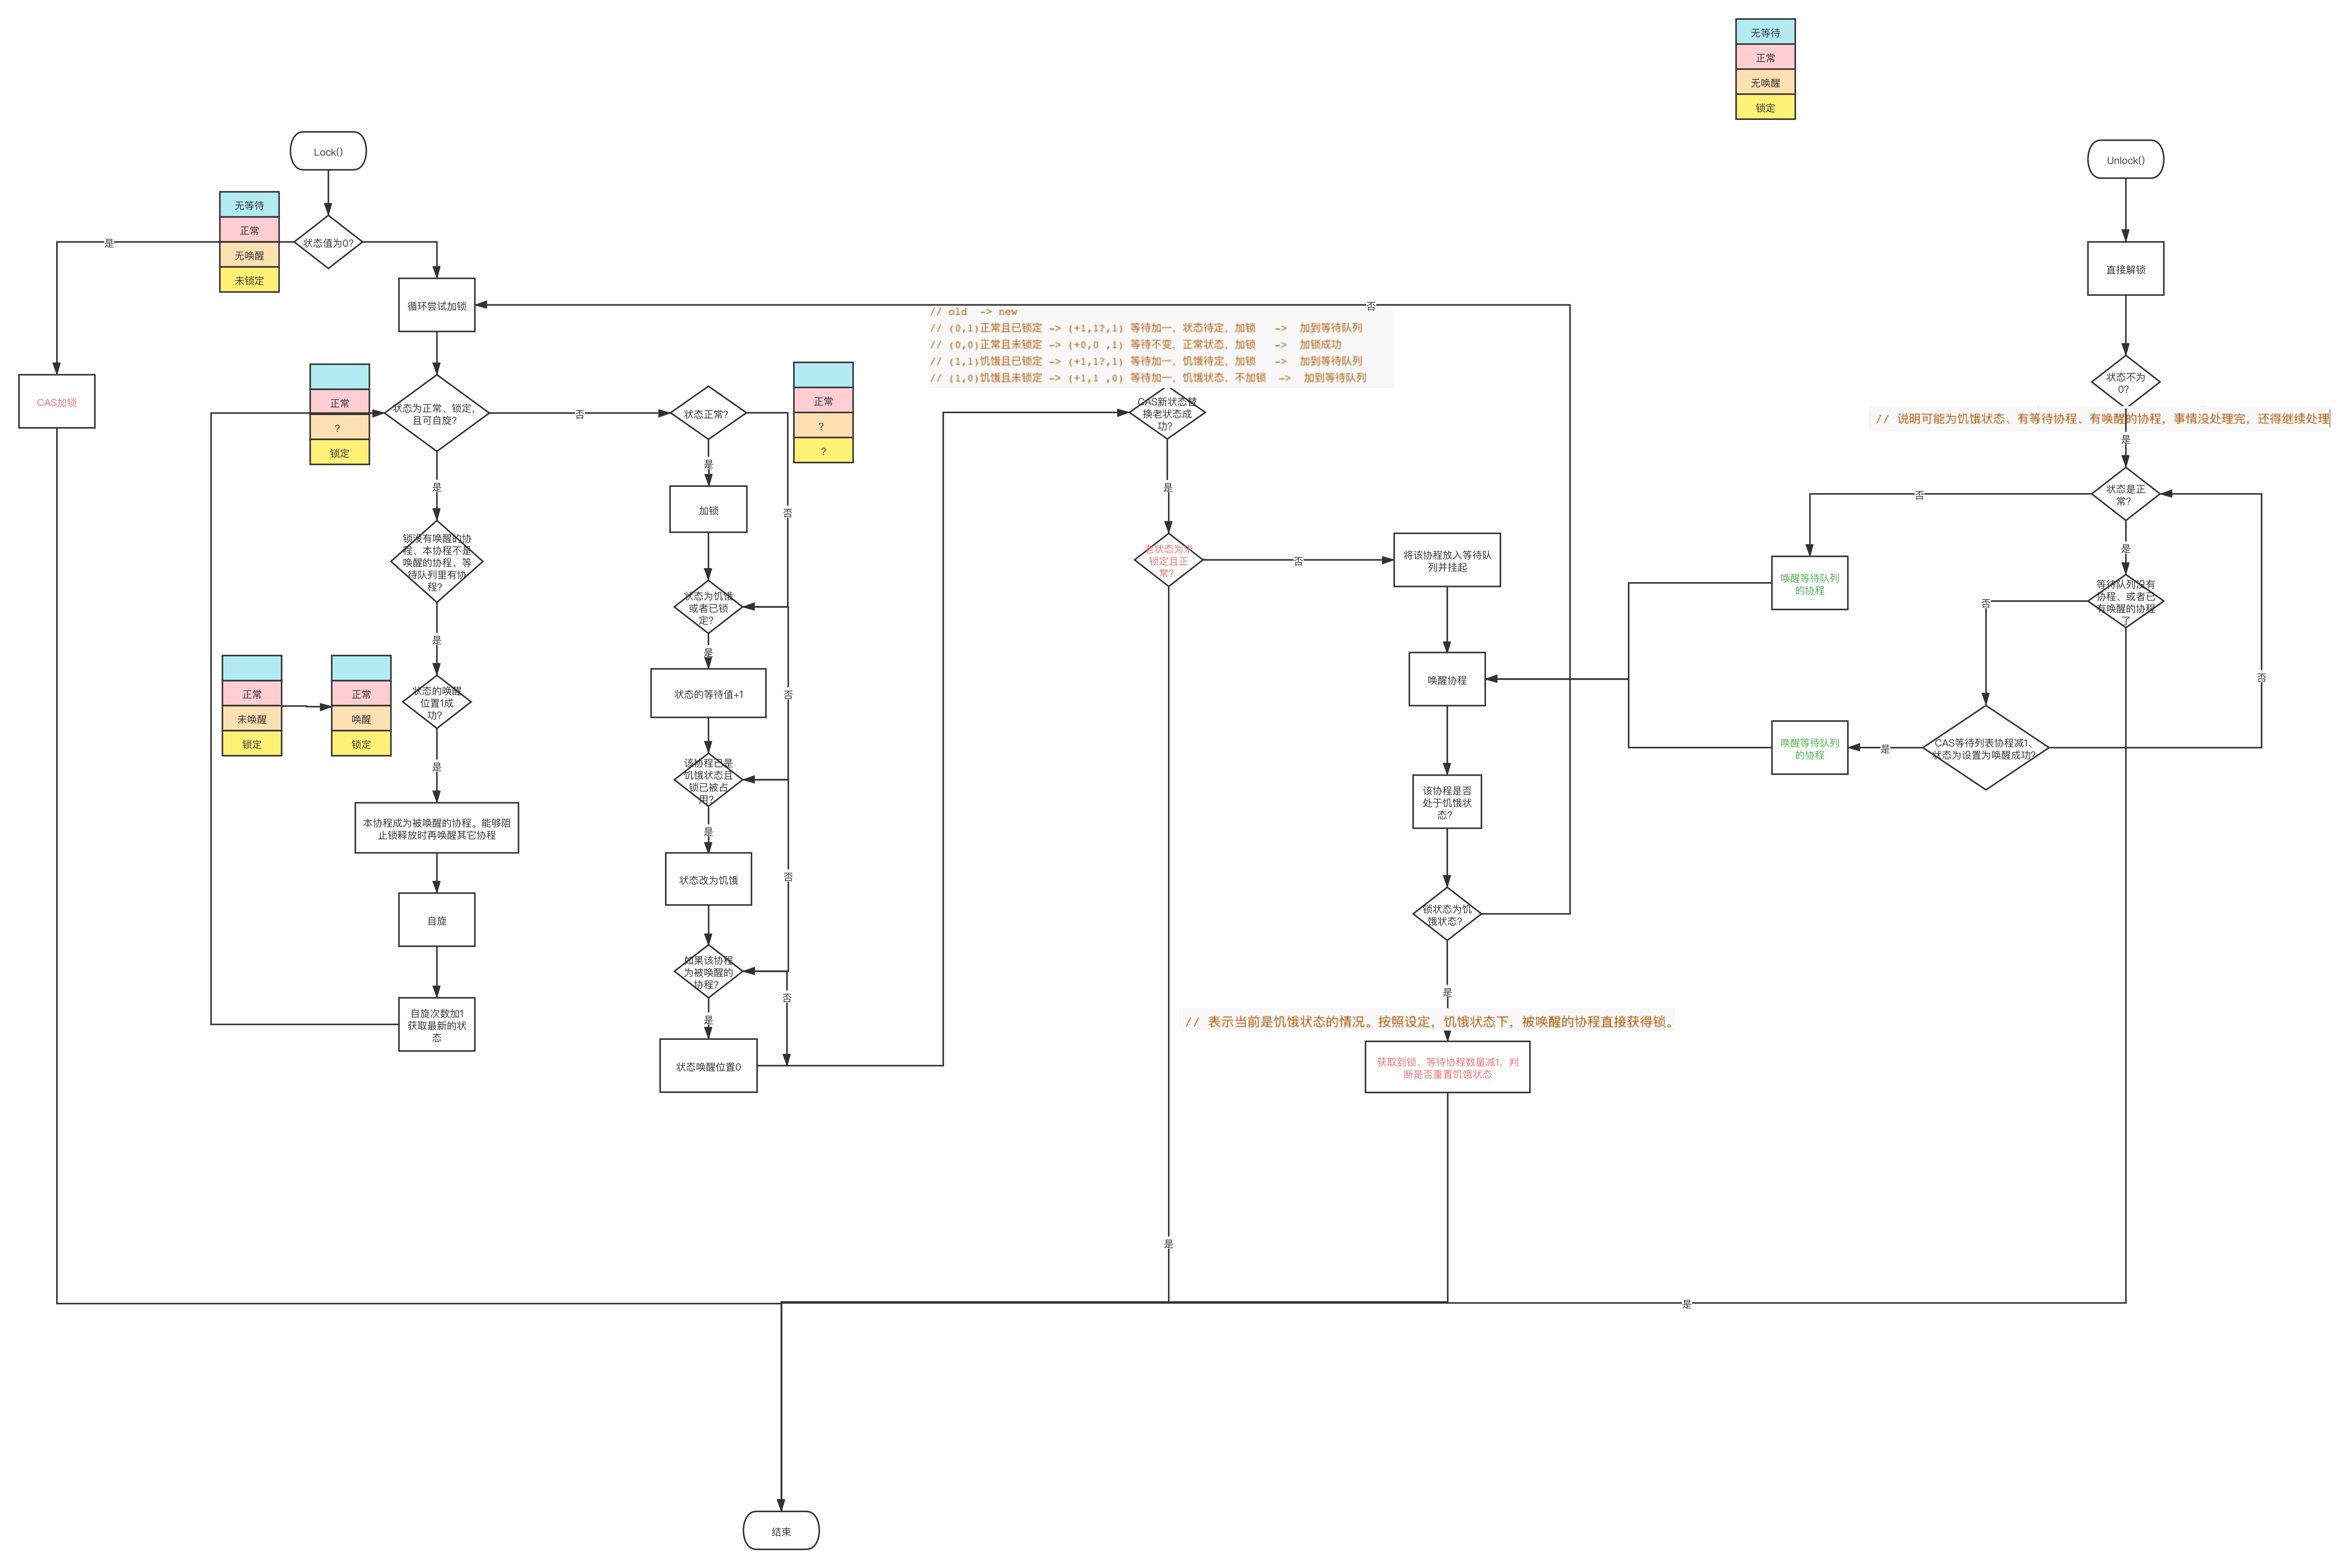 无等待
正常
无唤醒
锁定
Lock()
无等待
正常
无唤醒
未锁定
状态值为0?
是
循环尝试加锁
CAS加锁
正常
?
锁定
状态为正常、锁定，
且可自旋?
否
是
锁没有唤醒的协
程、本协程不是
唤醒的协程、等
待队列里有协
程?
是
正常
未唤醒
锁定
正常
唤醒
锁定
状态的唤醒
位置1成
功?
是
本协程成为被唤醒的协程。能够阻
止锁释放时再唤醒其它协程
自旋
自旋次数加1
获取最新的状
态
状态正常?
正常
?
?
是
否
加锁
状态为饥饿
或者已锁
定?
是
否
状态的等待值+1
该协程已是
饥饿状态且
锁已被占
用?
是
否
状态改为饥饿
如果该协程
为被唤醒的
协程?
是
否
状态唤醒位置0
// old  -> new
// (0,1)正常且已锁定 -> (+1,1?,1) 等待加一，状态待定，加锁   ->  加到等待队列
// (0,0)正常且未锁定 -> (+0,0 ,1) 等待不变，正常状态，加锁   ->  加锁成功
// (1,1)饥饿且已锁定 -> (+1,1?,1) 等待加一，饥饿待定，加锁   ->  加到等待队列
// (1,0)饥饿且未锁定 -> (+1,1 ,0) 等待加一，饥饿状态，不加锁  ->  加到等待队列
否
CAS新状态替
换老状态成
功?
是
老状态为未
锁定且正
常?
否
是
将该协程放入等待队
列并挂起
唤醒协程
该协程是否
处于饥饿状
态?
锁状态为饥
饿状态?
是
// 表示当前是饥饿状态的情况。按照设定，饥饿状态下，被唤醒的协程直接获得锁。
获取到锁、等待协程数量减1，判
断是否重置饥饿状态
Unlock()
直接解锁
状态不为
0?
// 说明可能为饥饿状态、有等待协程、有唤醒的协程，事情没处理完，还得继续处理
是
状态是正
常?
否
是
唤醒等待队列
的协程
等待队列没有
协程、或者已
有唤醒的协程
了
否
否
CAS等待列表协程减1、
状态为设置为唤醒成功?
是
唤醒等待队列
的协程
是
结束